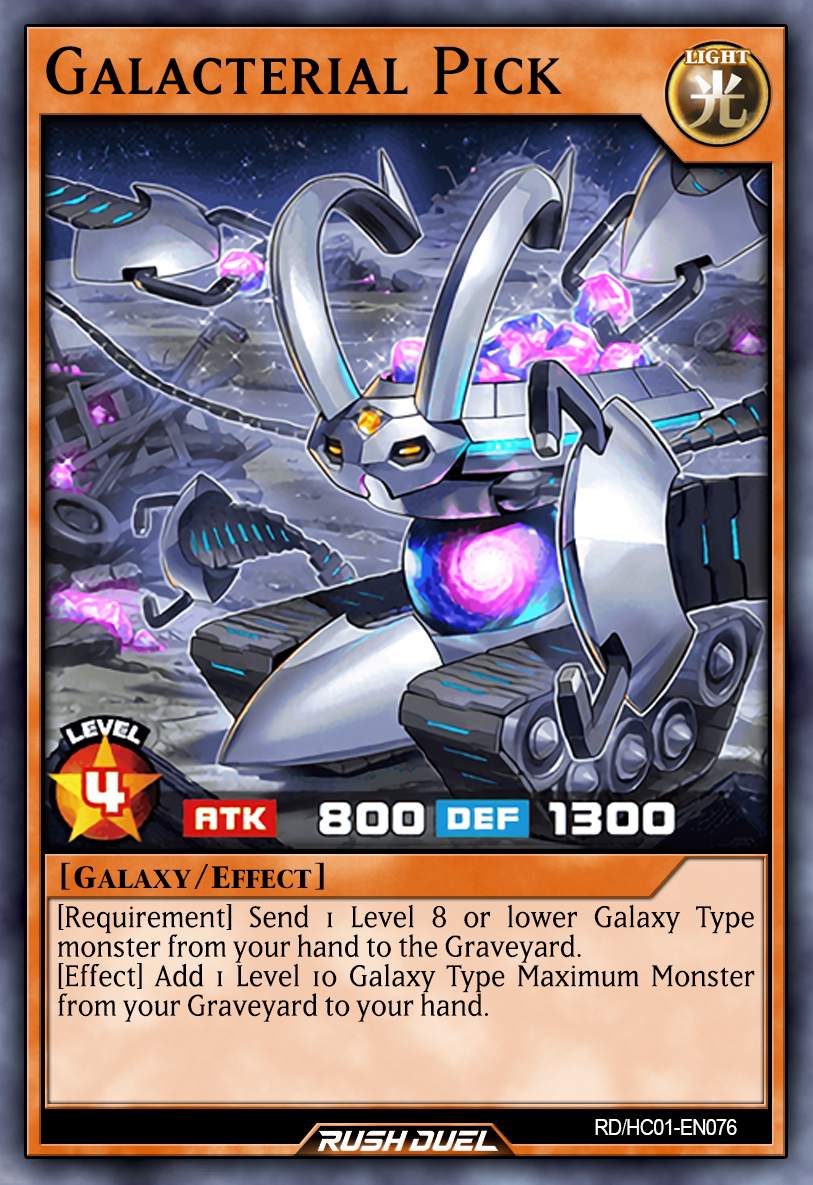 Galacterial Pick
LIGHT
光
LEVEL
4
ATK 800 DEF 1300
[Galaxy/Effect]
[Requirement] Send 1 Level 8 or lower Galaxy Type
monster from your hand to the Graveyard.
[Effect] Add 1 Level 10 Galaxy Type Maximum Monster
from your Graveyard to your hand.
RD/HC01-EN076
RUSH DUEL